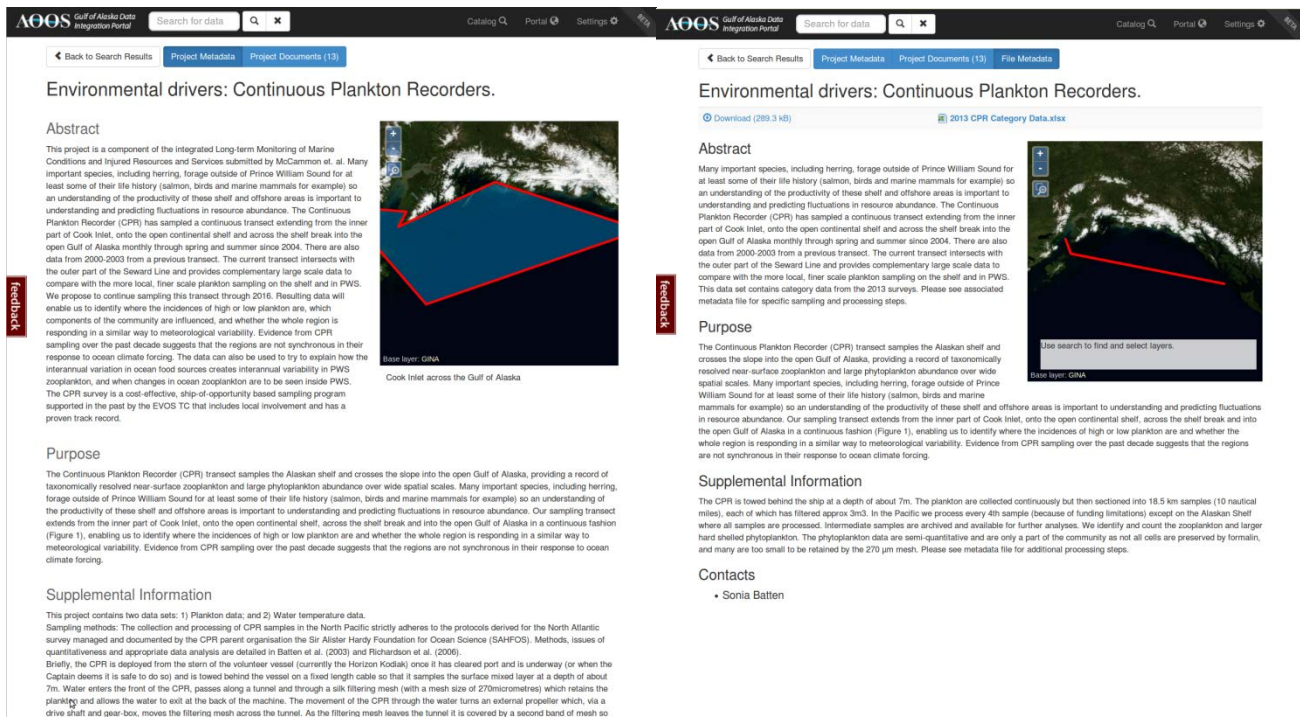 AOOS Gulf of Alaska Data Integration Portal
Search for data
Catalog
Portal
Settings
BETA
Back to Search Results
Project Metadata
Project Documents (13)
Environmental drivers: Continuous Plankton Recorders.
Abstract
This project is a component of the integrated Long-term Monitoring of Marine
Conditions and Injured Resources and Services submitted by McCammon et. al. Many
important species, including herring, forage outside of Prince William Sound for at
least some of their life history (salmon, birds and marine mammals for example) so
an understanding of the productivity of these shelf and offshore areas is important to
understanding and predicting fluctuations in resource abundance. The Continuous
Plankton Recorder (CPR) has sampled a continuous transect extending from the inner
part of Cook Inlet, onto the open continental shelf and across the shelf break into the
open Gulf of Alaska monthly through spring and summer since 2004. There are also
data from 2000-2003 from a previous transect. The current transect intersects with
the outer part of the Seward Line and provides complementary large scale data to
compare with the more local, finer scale plankton sampling on the shelf and in PWS.
We propose to continue sampling this transect through 2016. Resulting data will
enable us to identify where the incidences of high or low plankton are, which
components of the community are influenced, and whether the whole region is
responding in a similar way to meteorological variability. Evidence from CPR
sampling over the past decade suggests that the regions are not synchronous in their
response to ocean climate forcing. The data can also be used to try to explain how the
interannual variation in ocean food sources creates interannual variability in PWS
zooplankton, and when changes in ocean zooplankton are to be seen inside PWS.
The CPR survey is a cost-effective, ship-of-opportunity based sampling program
supported in the past by the EVOS TC that includes local involvement and has a
proven track record.
+
-
Base layer: GINA
Cook Inlet across the Gulf of Alaska
feedback
Purpose
The Continuous Plankton Recorder (CPR) transect samples the Alaskan shelf and crosses the slope into the open Gulf of Alaska, providing a record of
taxonomically resolved near-surface zooplankton and large phytoplankton abundance over wide spatial scales. Many important species, including herring,
forage outside of Prince William Sound for at least some of their life history (salmon, birds and marine mammals for example) so an understanding of
the productivity of these shelf and offshore areas is important to understanding and predicting fluctuations in resource abundance. Our sampling transect
extends from the inner part of Cook Inlet, onto the open continental shelf, across the shelf break and into the open Gulf of Alaska in a continuous fashion
(Figure 1), enabling us to identify where the incidences of high or low plankton are and whether the whole region is responding in a similar way to
meteorological variability. Evidence from CPR sampling over the past decade suggests that the regions are not synchronous in their response to ocean
climate forcing.
Supplemental Information
This project contains two data sets: 1) Plankton data; and 2) Water temperature data.
Sampling methods: The collection and processing of CPR samples in the North Pacific strictly adheres to the protocols derived for the North Atlantic
survey managed and documented by the CPR parent organisation the Sir Alister Hardy Foundation for Ocean Science (SAHFOS). Methods, issues of
quantitativeness and appropriate data analysis are detailed in Batten et al. (2003) and Richardson et al. (2006).
Briefly, the CPR is deployed from the stern of the volunteer vessel (currently the Horizon Kodiak) once it has cleared port and is underway (or when the
Captain deems it is safe to do so) and is towed behind the vessel on a fixed length cable so that it samples the surface mixed layer at a depth of about
7m. Water enters the front of the CPR, passes along a tunnel and through a silk filtering mesh (with a mesh size of 270micrometres) which retains the
plankton and allows the water to exit at the back of the machine. The movement of the CPR through the water turns an external propeller which, via a
drive shaft and gear-box, moves the filtering mesh across the tunnel. As the filtering mesh leaves the tunnel it is covered by a second band of mesh so
AOOS Gulf of Alaska Data Integration Portal
Search for data
Catalog
Portal
Settings
BETA
Back to Search Results
Project Metadata
Project Documents (13)
File Metadata
Environmental drivers: Continuous Plankton Recorders.
Download (289.3 kB)
2013 CPR Category Data.xlsx
Abstract
Many important species, including herring, forage outside of Prince William Sound for
at least some of their life history (salmon, birds and marine mammals for example) so
an understanding of the productivity of these shelf and offshore areas is important to
understanding and predicting fluctuations in resource abundance. The Continuous
Plankton Recorder (CPR) has sampled a continuous transect extending from the inner
part of Cook Inlet, onto the open continental shelf and across the shelf break into the
open Gulf of Alaska monthly through spring and summer since 2004. There are also
data from 2000-2003 from a previous transect. The current transect intersects with
the outer part of the Seward Line and provides complementary large scale data to
compare with the more local, finer scale plankton sampling on the shelf and in PWS.
This data set contains category data from the 2013 surveys. Please see associated
metadata file for specific sampling and processing steps.
+
-
Use search to find and select layers.
Base layer: GINA
feedback
Purpose
The Continuous Plankton Recorder (CPR) transect samples the Alaskan shelf and
crosses the slope into the open Gulf of Alaska, providing a record of taxonomically
resolved near-surface zooplankton and large phytoplankton abundance over wide
spatial scales. Many important species, including herring, forage outside of Prince
William Sound for at least some of their life history (salmon, birds and marine
mammals for example) so an understanding of the productivity of these shelf and offshore areas is important to understanding and predicting fluctuations
in resource abundance. Our sampling transect extends from the inner part of Cook Inlet, onto the open continental shelf, across the shelf break and into
the open Gulf of Alaska in a continuous fashion (Figure 1), enabling us to identify where the incidences of high or low plankton are and whether the
whole region is responding in a similar way to meteorological variability. Evidence from CPR sampling over the past decade suggests that the regions
are not synchronous in their response to ocean climate forcing.
Supplemental Information
The CPR is towed behind the ship at a depth of about 7m. The plankton are collected continuously but then sectioned into 18.5 km samples (10 nautical
miles), each of which has filtered approx 3m3. In the Pacific we process every 4th sample (because of funding limitations) except on the Alaskan Shelf
where all samples are processed. Intermediate samples are archived and available for further analyses. We identify and count the zooplankton and larger
hard shelled phytoplankton. The phytoplankton data are semi-quantitative and are only a part of the community as not all cells are preserved by formalin,
and many are too small to be retained by the 270 µm mesh. Please see metadata file for additional processing steps.
Contacts
• Sonia Batten